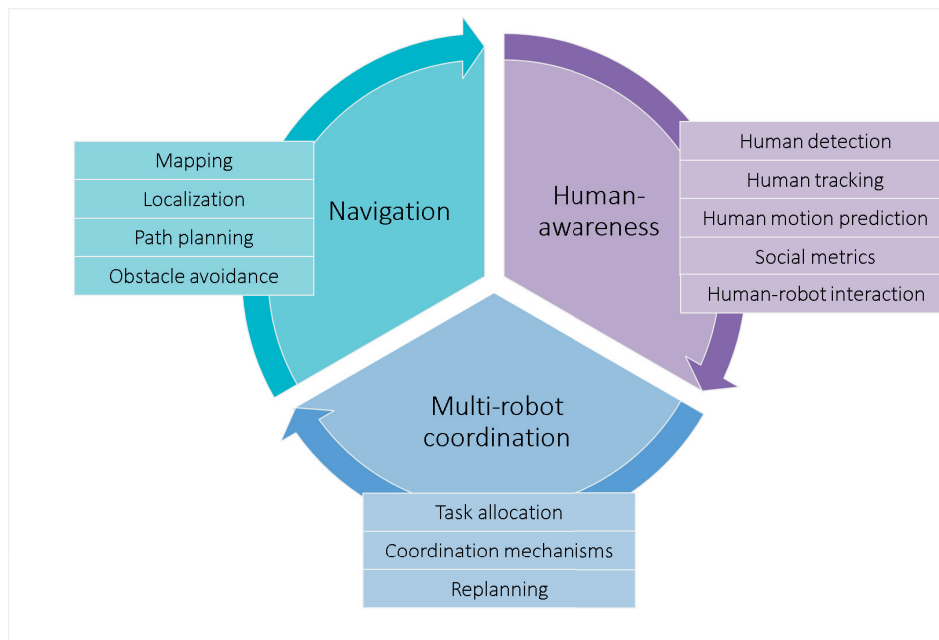 Mapping
Localization
Path planning
Obstacle avoidance
Navigation
Human-
awareness
Human detection
Human tracking
Human motion prediction
Social metrics
Human-robot interaction
Multi-robot
coordination
Task allocation
Coordination mechanisms
Replanning